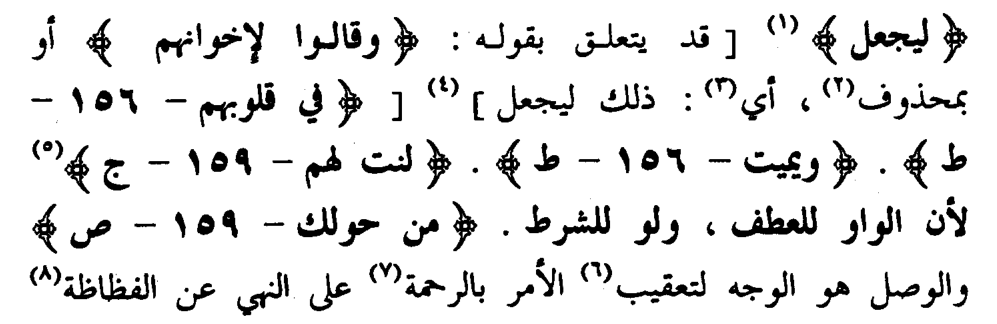 ﴿ ليجعل ﴾ (١) [ قد يتعلق بقوله : ﴿ وقالوا لإخوانهم ﴾ أو
بمحذوف (٢) ، أي (٣) : ذلك ليجعل ] (٤) [ ﴿ في قلوبهم – ١٥٦ –
ط ﴾ . ﴿ ويميت – ١٥٦ – ط ﴾ . ﴿ لنت لهم – ١٥٩ – ج ﴾ (٥)
لأن الواو للعطف ، ولو للشرط . ﴿ من حولك – ١٥٩ – ص ﴾
والوصل هو الوجه لتعقيب (٦) الأمر بالرحمة (٧) على النهي عن الفظاظة (٨)